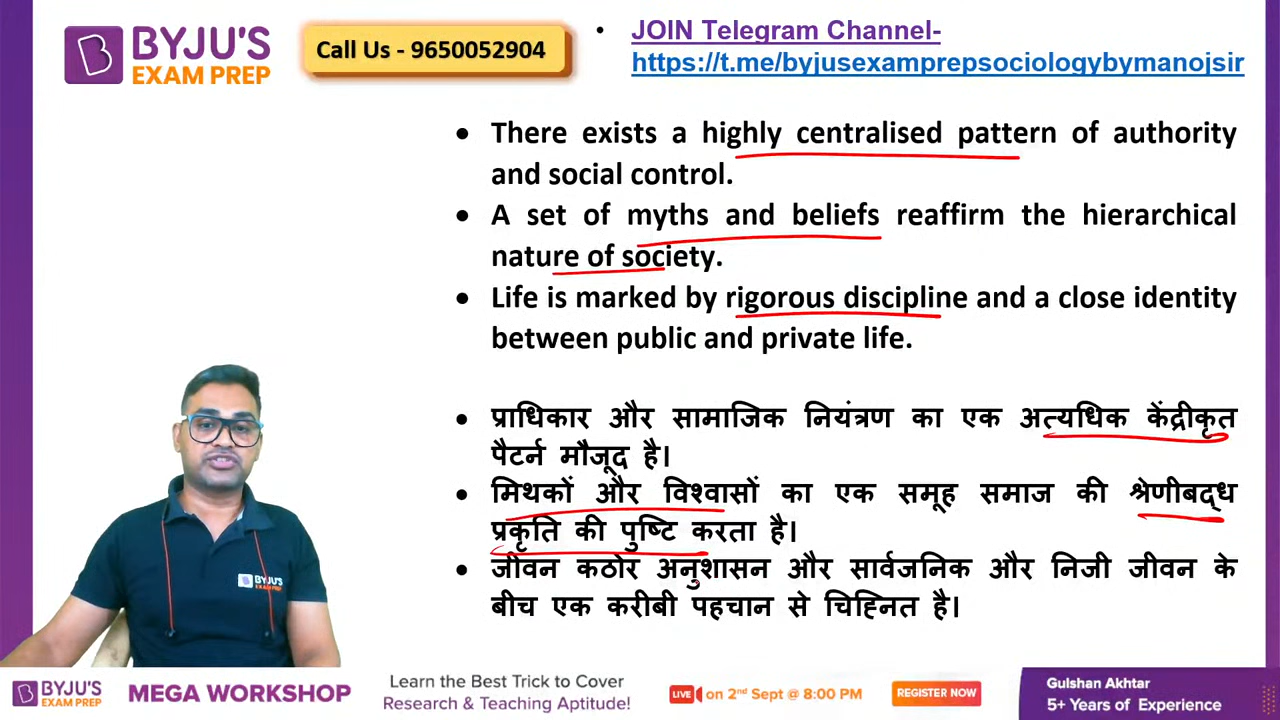 BYJU'S
EXAM PREP
Call Us - 9650052904
• JOIN Telegram Channel-
https://t.me/byjusexamprepsociologybymanojsir
• There exists a highly centralised pattern of authority
and social control.
• A set of myths and beliefs reaffirm the hierarchical
nature of society.
• Life is marked by rigorous discipline and a close identity
between public and private life.
• प्राधिकार और सामाजिक नियंत्रण का एक अत्यधिक केंद्रीकृत
पैटर्न मौजूद है।
• मिथकों और विश्वासों का एक समूह समाज की श्रेणीबद्ध
प्रकृति की पुष्टि करता है।
• जीवन कठोर अनुशासन और सार्वजनिक और निजी जीवन के
बीच एक करीबी पहचान से चिह्नित है।
BYJU'S
EXAM PREP
BYJU'S
EXAM PREP
MEGA WORKSHOP
Learn the Best Trick to Cover
Research & Teaching Aptitude!
LIVE on 2nd Sept @ 8:00 PM
REGISTER NOW
Gulshan Akhtar
5+ Years of Experience